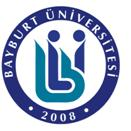 BAYBURT ÜNİVERSİTESİ
• 2008 •